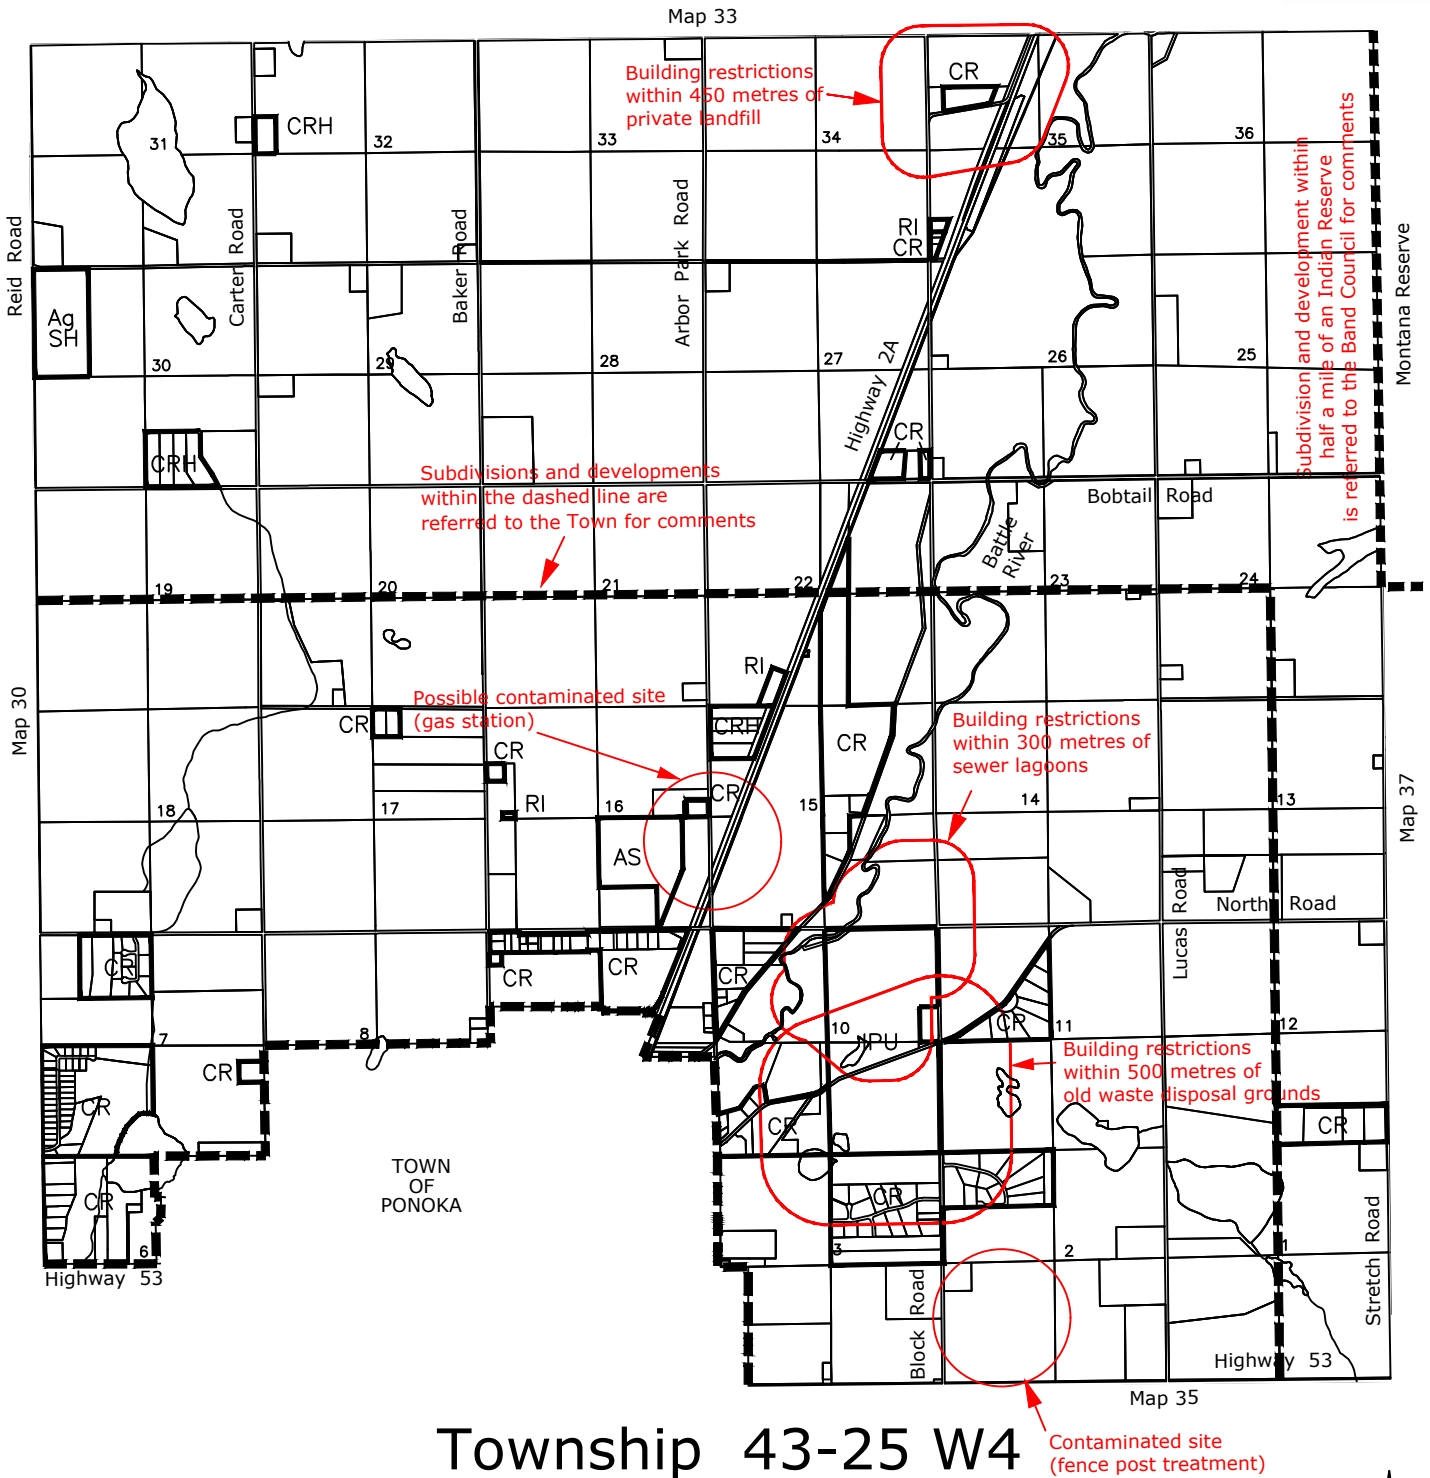 Map 33
Building restrictions
within 450 metres of
private landfill
CR
31
CRH
32
33
34
35
36
Subdivision and development within
half a mile of an Indian Reserve
is referred to the Band Council for comments
Montana Reserve
Reid Road
Carter Road
Baker Road
Arbor Park Road
RI
CR
Ag
SH
30
29
28
27
26
25
Highway 2A
CR
CRH
Subdivisions and developments
within the dashed line are
referred to the Town for comments
Bobtail Road
Battle
River
19
20
21
22
23
24
Map 30
RI
Possible contaminated site
(gas station)
CR
CRH
CR
Building restrictions
within 300 metres of
sewer lagoons
CR
RI
CR
18
17
16
15
14
13
Map 37
AS
Lucas Road
North Road
CR
CR
CR
CR
CR
7
8
10
PU
11
12
Building restrictions
within 500 metres of
old waste disposal grounds
CR
CR
CR
CR
TOWN
OF
PONOKA
CR
CR
6
3
2
1
Highway 53
Block Road
Stretch Road
Highway 53
Map 35
Township 43-25 W4
Contaminated site
(fence post treatment)